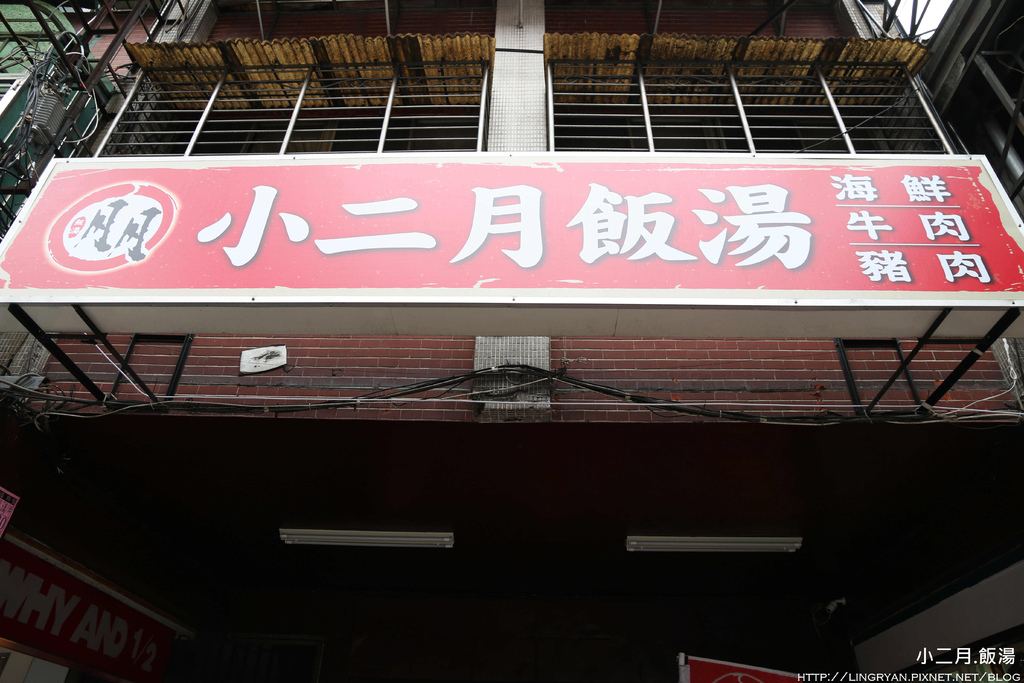 小二月飯湯
海鮮
牛肉
豬肉
WHY AND 1/2
小二月.飯湯
HTTP://LINGRYAN.PIXNET.NET/BLOG